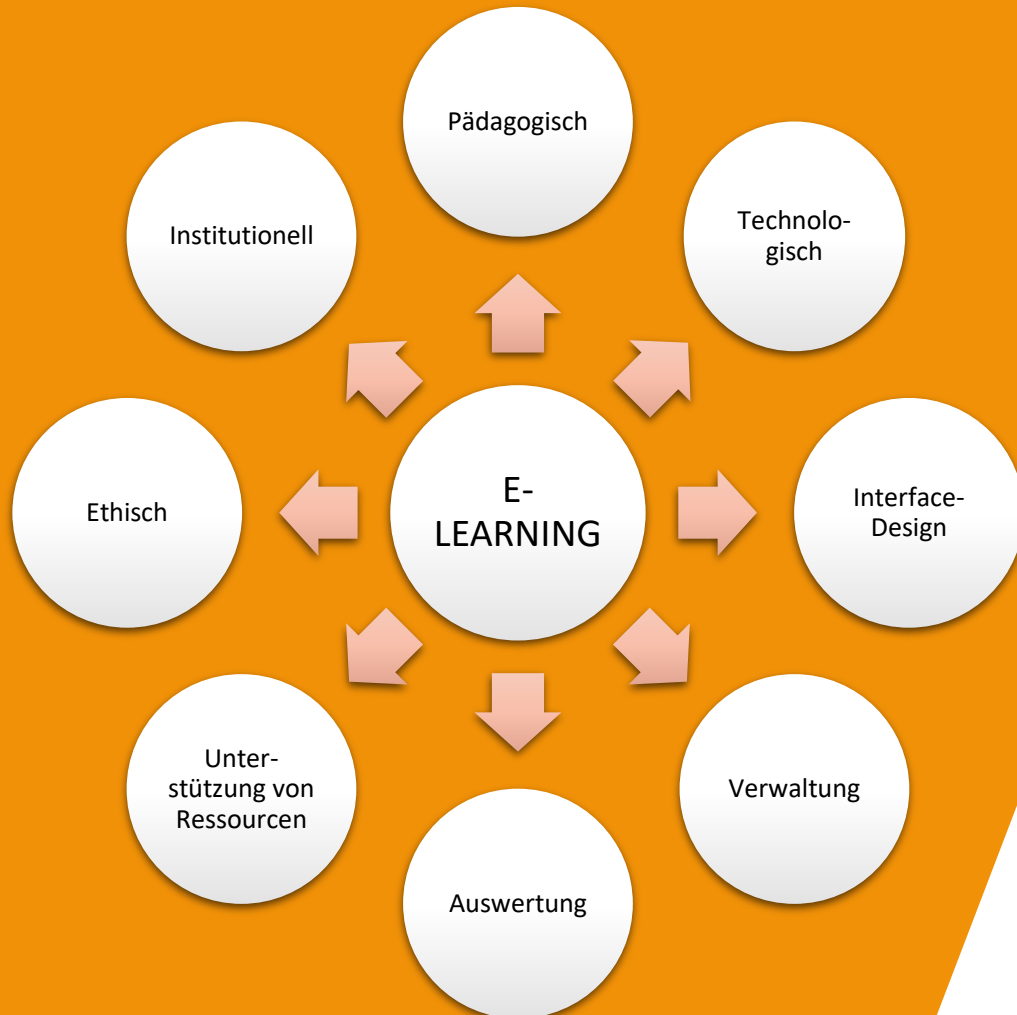 Pädagogisch
Technolo-
gisch
Interface-
Design
Verwaltung
Auswertung
Unter-
stützung von
Ressourcen
Ethisch
Institutionell
E-
LEARNING